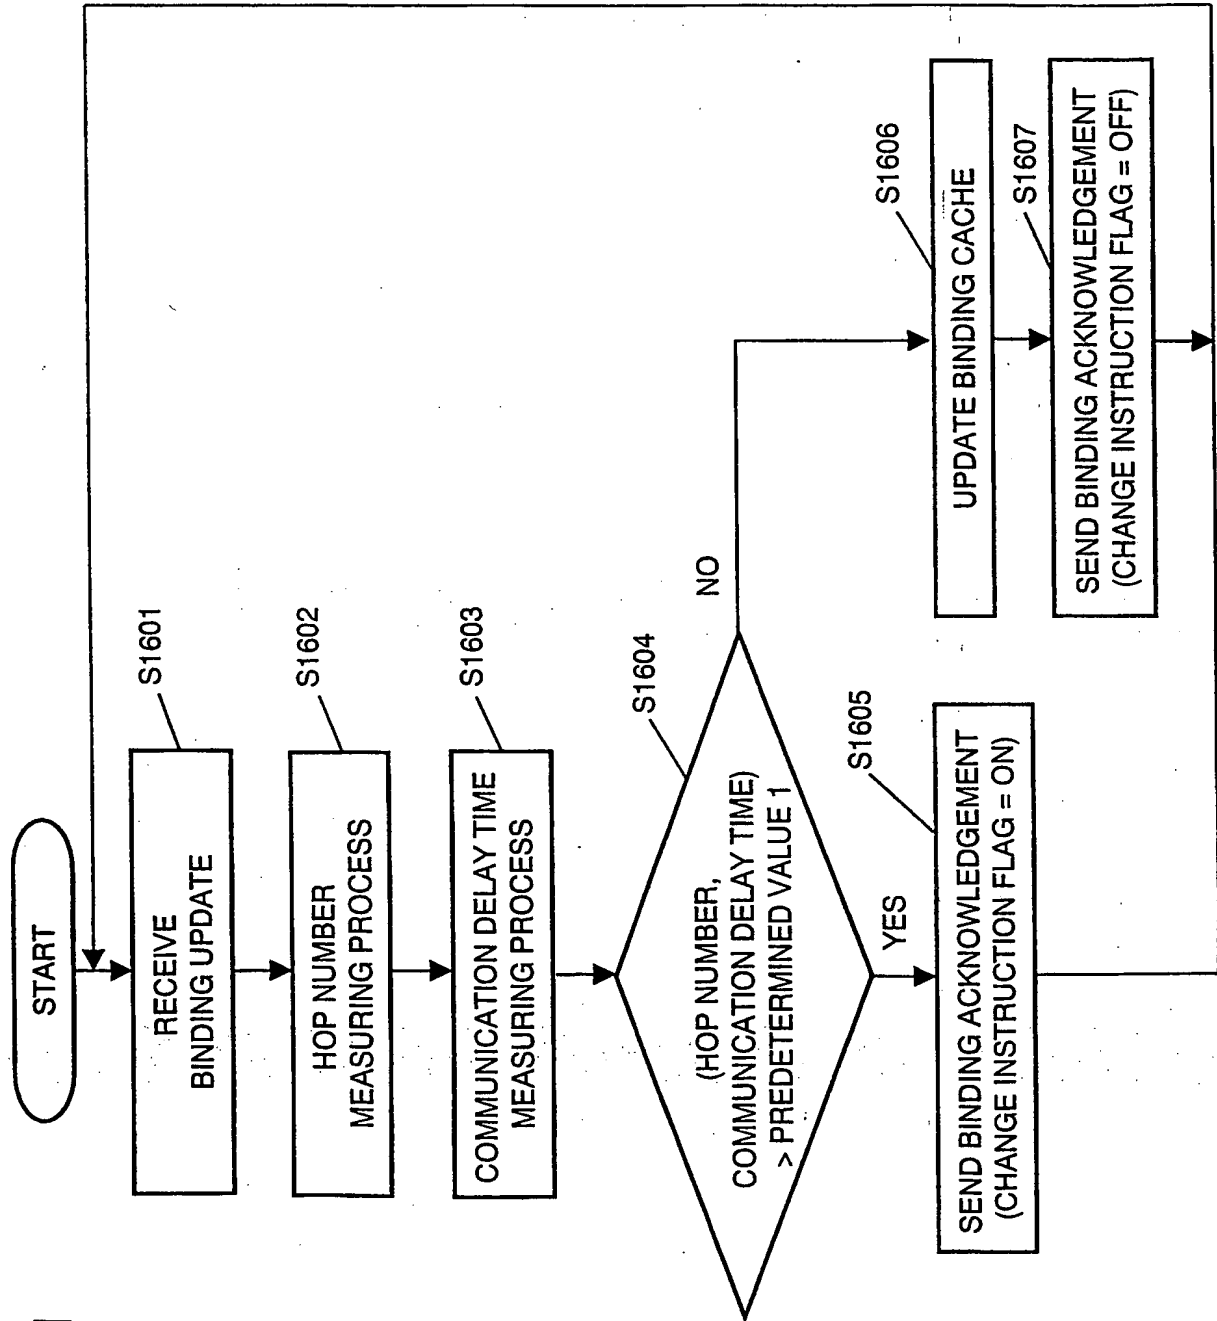 START
S1601
RECEIVE
BINDING UPDATE
S1602
HOP NUMBER
MEASURING PROCESS
S1603
COMMUNICATION DELAY TIME
MEASURING PROCESS
S1604
(HOP NUMBER,
COMMUNICATION DELAY TIME)
> PREDETERMINED VALUE 1
NO
YES
S1605
SEND BINDING ACKNOWLEDGEMENT
(CHANGE INSTRUCTION FLAG = ON)
S1606
UPDATE BINDING CACHE
S1607
SEND BINDING ACKNOWLEDGEMENT
(CHANGE INSTRUCTION FLAG = OFF)